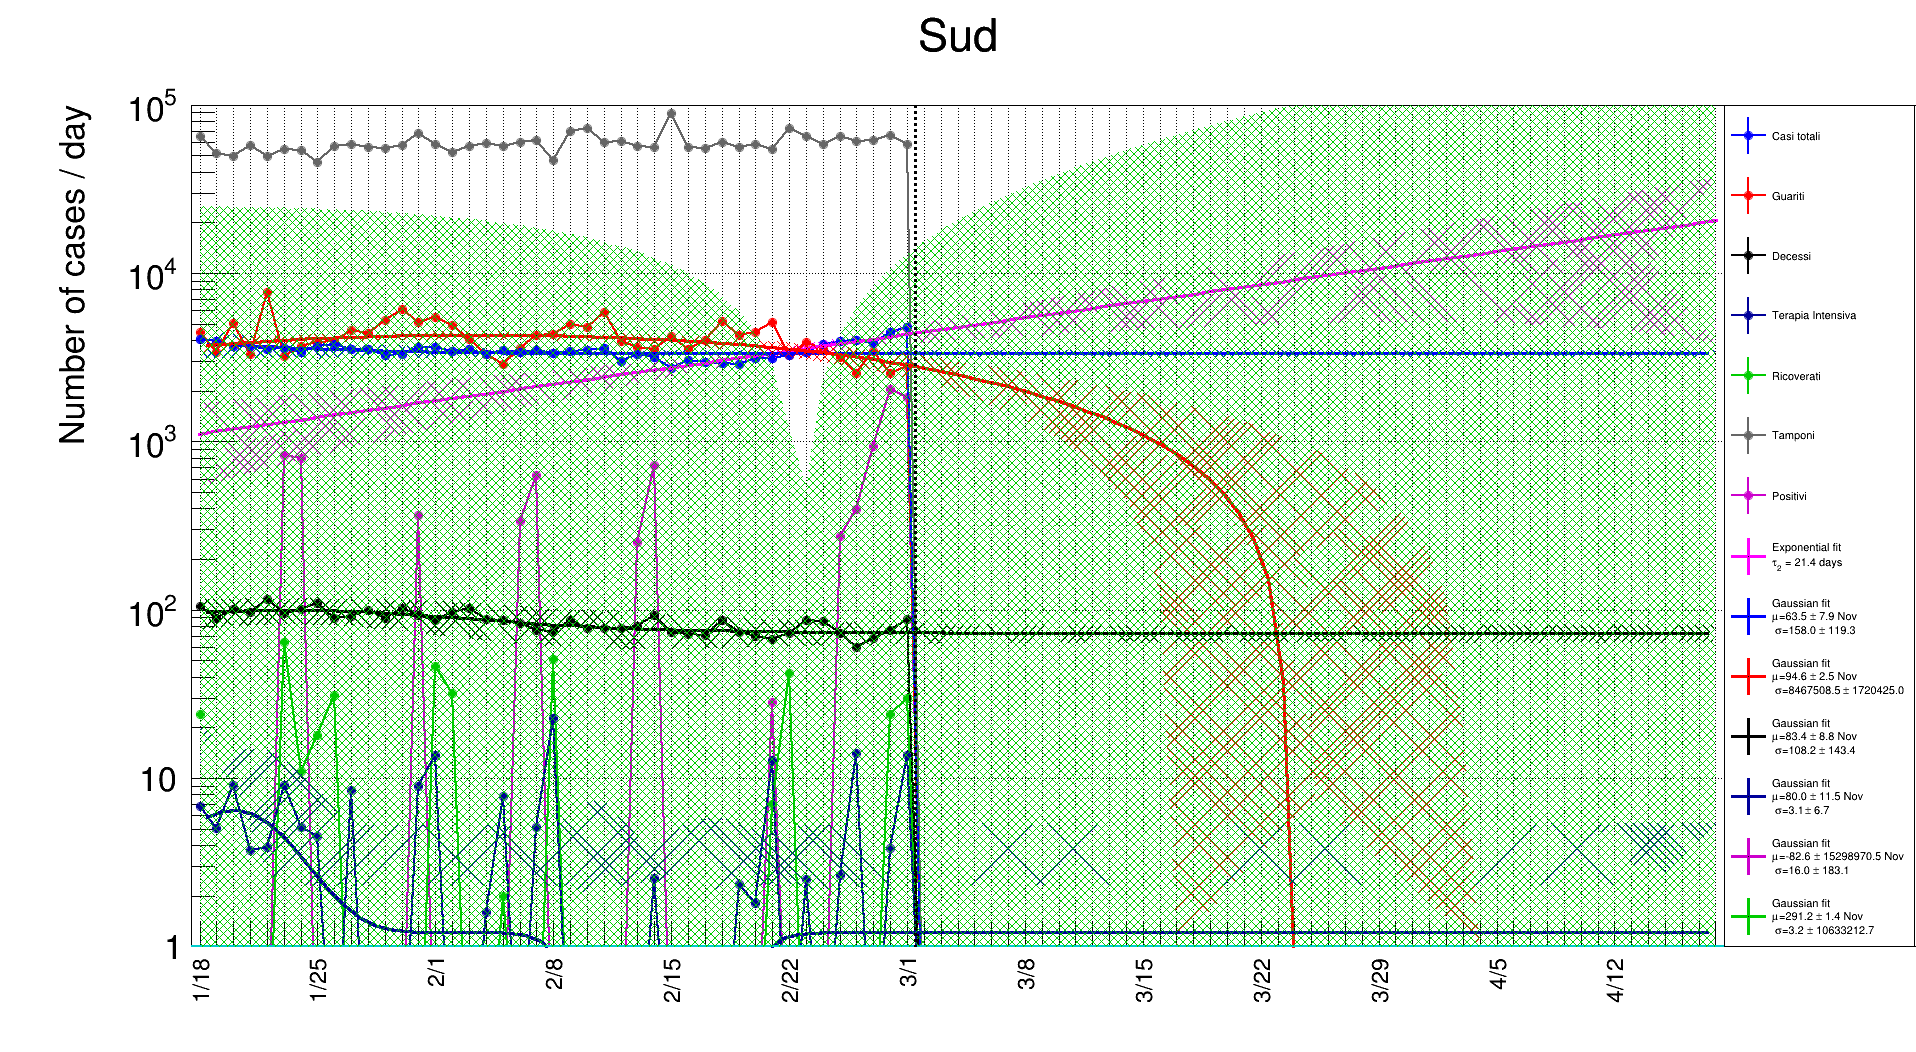 Sud
Number of cases / day
10^5
10^4
10^3
10^2
10
1
1/18
1/25
2/1
2/8
2/15
2/22
3/1
3/8
3/15
3/22
3/29
4/5
4/12
Casi totali
Guariti
Decessi
Terapia Intensiva
Ricoverati
Tamponi
Positivi
Exponential fit
τ_2 = 21.4 days
Gaussian fit
μ=63.5 ± 7.9 Nov
σ=158.0 ± 119.3
Gaussian fit
μ=94.6 ± 2.5 Nov
σ=8467508.5 ± 1720425.0
Gaussian fit
μ=83.4 ± 8.8 Nov
σ=108.2 ± 143.4
Gaussian fit
μ=80.0 ± 11.5 Nov
σ=3.1 ± 6.7
Gaussian fit
μ=-82.6 ± 15298970.5 Nov
σ=16.0 ± 183.1
Gaussian fit
μ=291.2 ± 1.4 Nov
σ=3.2 ± 10633212.7